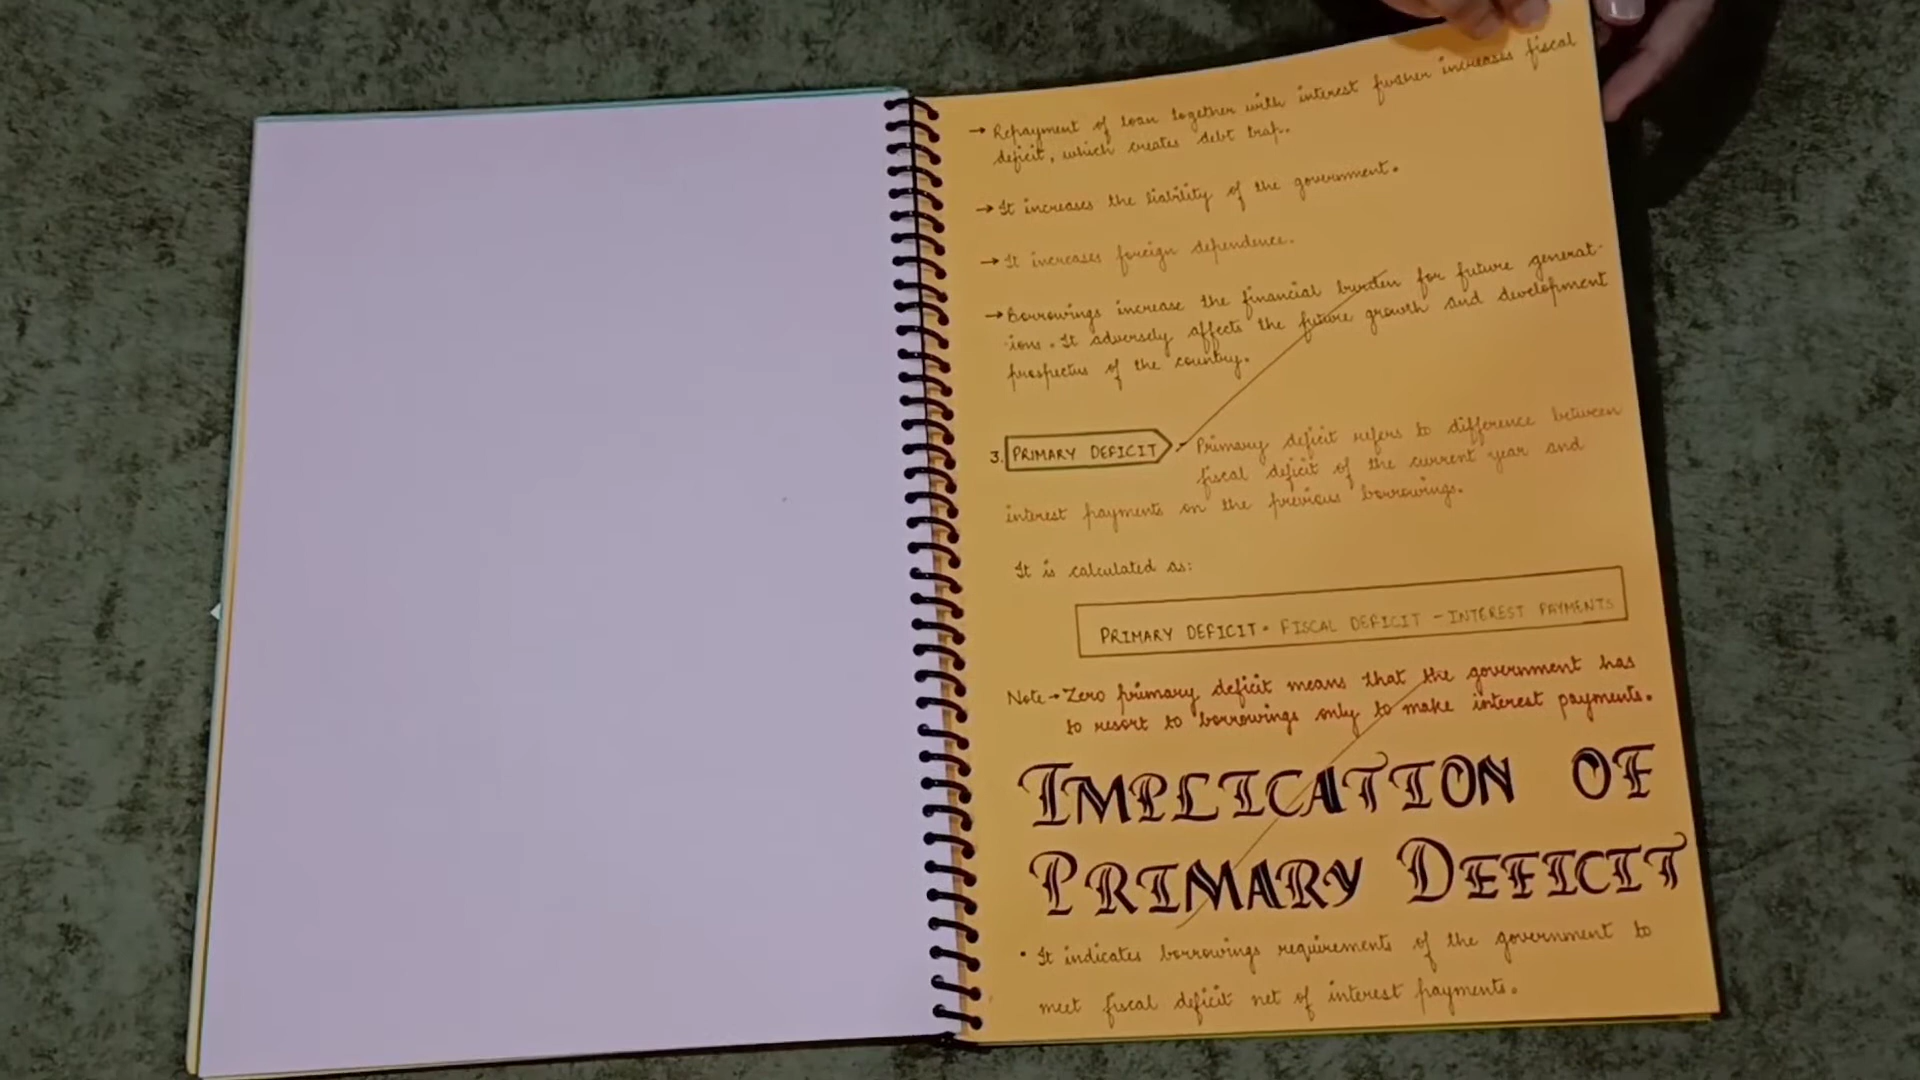 → Repayment of loan together with interest further increases fiscal
deficit, which creates debt trap.
→ It increases the liability of the government.
→ It increases foreign dependence.
→ Borrowings increase the financial burden for future generat-
-ions. It adversely affects the future growth and development
prospectus of the country.
3. PRIMARY DEFICIT - Primary deficit refers to difference between
fiscal deficit of the current year and
interest payments on the previous borrowings.
It is calculated as:
PRIMARY DEFICIT = FISCAL DEFICIT - INTEREST PAYMENTS
Note → Zero primary deficit means that the government has
to resort to borrowings only to make interest payments.
IMPLICATION OF
PRIMARY DEFICIT
• It indicates borrowings requirements of the government to
meet fiscal deficit net of interest payments.